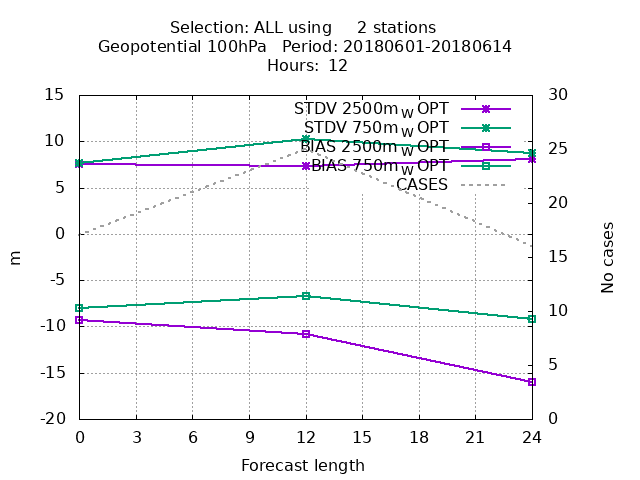 Selection: ALL using     2 stations
Geopotential 100hPa   Period: 20180601-20180614
Hours:  12
STDV 2500m_W OPT
STDV 750m_W OPT
BIAS 2500m_W OPT
BIAS 750m_W OPT
CASES
15
10
5
0
-5
-10
-15
-20
m
30
25
20
15
10
5
0
No cases
0 3 6 9 12 15 18 21 24
Forecast length